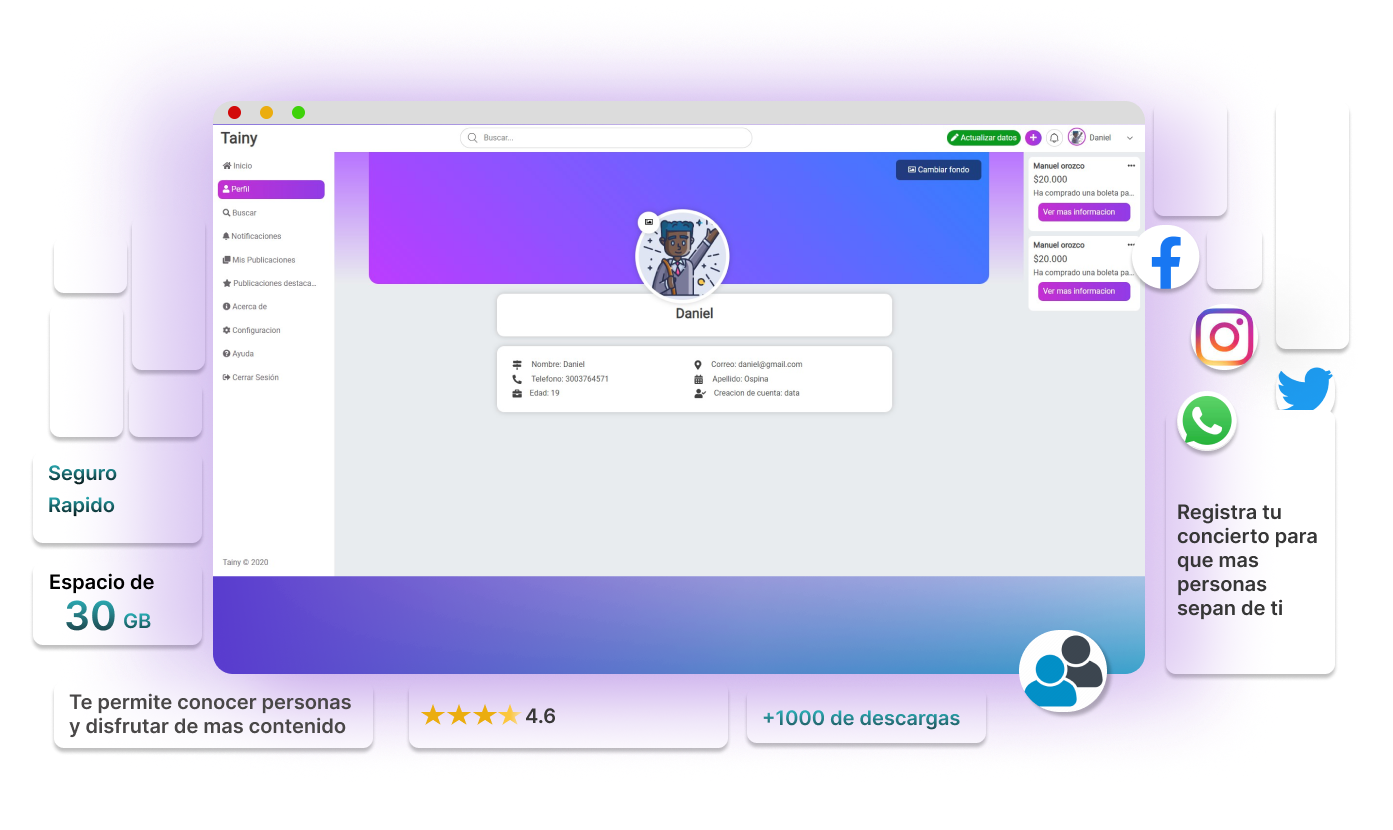 Tainy
Buscar...
Actualizar datos
Daniel
Inicio
Perfil
Buscar
Notificaciones
Mis Publicaciones
Publicaciones destaca...
Acerca de
Configuracion
Ayuda
Cerrar Sesión
Tainy © 2020
Cambiar fondo
Daniel
Nombre: Daniel
Telefono: 3003764571
Edad: 19
Correo: daniel@gmail.com
Apellido: Ospina
Creacion de cuenta: data
Manuel orozco
$20.000
Ha comprado una boleta pa...
Ver mas informacion
Manuel orozco
$20.000
Ha comprado una boleta pa...
Ver mas informacion
Seguro
Rapido
Espacio de
30 GB
Registra tu
concierto para
que mas
personas
sepan de ti
Te permite conocer personas
y disfrutar de mas contenido
4.6
+1000 de descargas